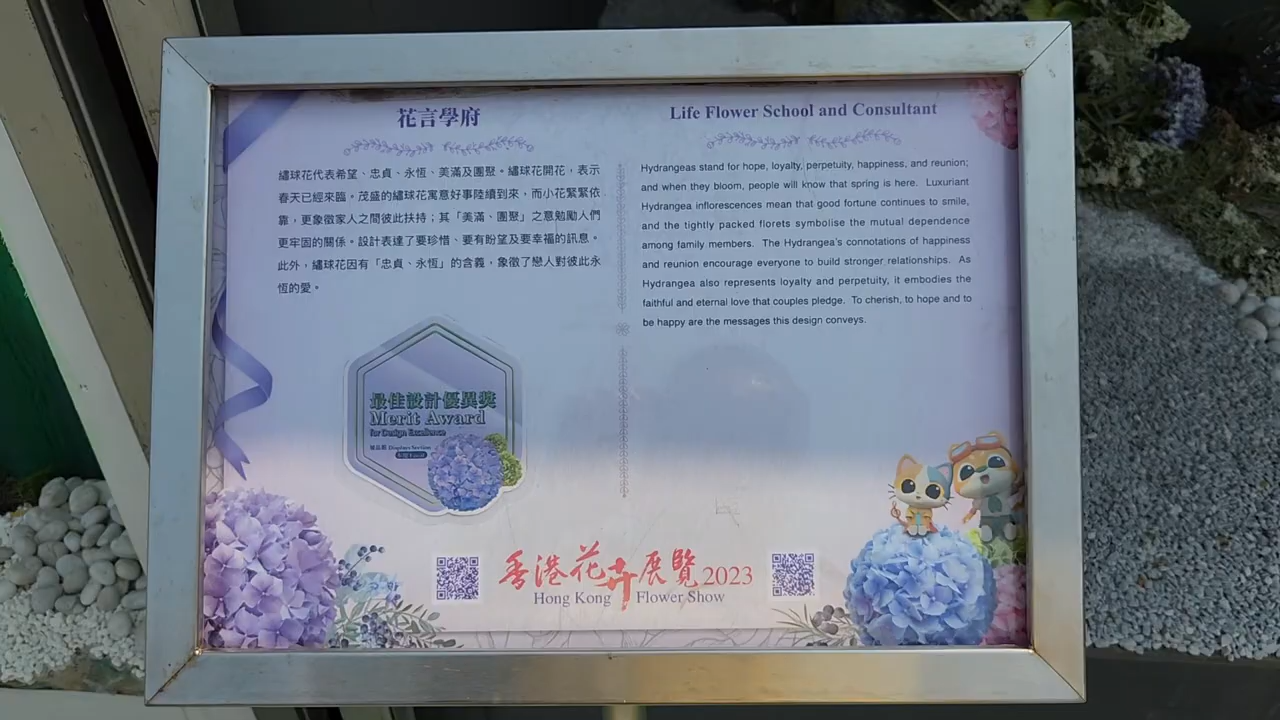 花言學府
繡球花代表希望、忠貞、永恆、美滿及團聚。繡球花開花，表示
春天已經來臨。茂盛的繡球花寓意好事陸續到來，而小花緊緊依
靠，更象徵家人之間彼此扶持；其「美滿、團聚」之意勉勵人們
更牢固的關係。設計表達了要珍惜、要有盼望及要幸福的訊息。
此外，繡球花因有「忠貞、永恆」的含義，象徵了戀人對彼此永
恆的愛。
Life Flower School and Consultant
Hydrangeas stand for hope, loyalty, perpetuity, happiness, and reunion;
and when they bloom, people will know that spring is here. Luxuriant
Hydrangea inflorescences mean that good fortune continues to smile,
and the tightly packed florets symbolise the mutual dependence
among family members. The Hydrangea's connotations of happiness
and reunion encourage everyone to build stronger relationships. As
Hydrangea also represents loyalty and perpetuity, it embodies the
faithful and eternal love that couples pledge. To cherish, to hope and to
be happy are the messages this design conveys.
最佳設計優異獎
Merit Award
for Design Excellence
香港花卉展覽2023
Hong Kong Flower Show